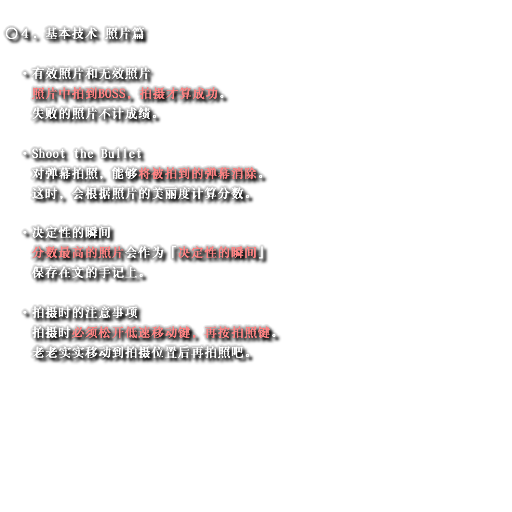 ○４、基本技术 照片篇
・有效照片和无效照片
照片中拍到BOSS，拍摄才算成功。
失败的照片不计成绩。
・Shoot the Bullet
对弹幕拍照，能够将被拍到的弹幕消除。
这时，会根据照片的美丽度计算分数。
・决定性的瞬间
分数最高的照片会作为「决定性的瞬间」
保存在文的手记上。
・拍摄时的注意事项
拍摄时必须松开低速移动键，再按拍照键。
老老实实移动到拍摄位置后再拍照吧。